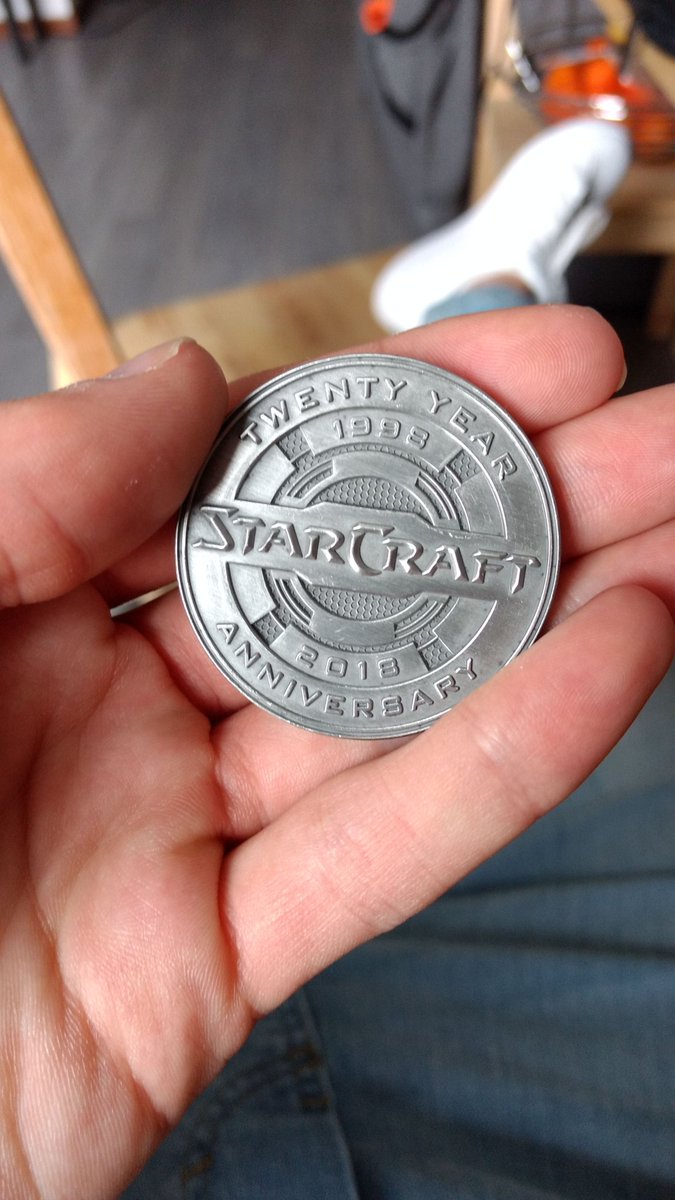 TWENTY YEAR
1998
STARCRAFT
2018
ANNIVERSARY